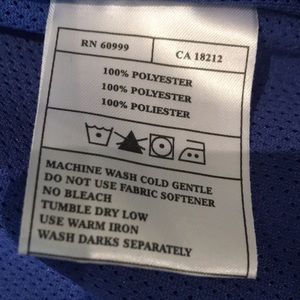 RN 60999
CA 18212
100% POLYESTER
100% POLYESTER
100% POLIESTER
MACHINE WASH COLD GENTLE
DO NOT USE FABRIC SOFTENER
NO BLEACH
TUMBLE DRY LOW
USE WARM IRON
WASH DARKS SEPARATELY